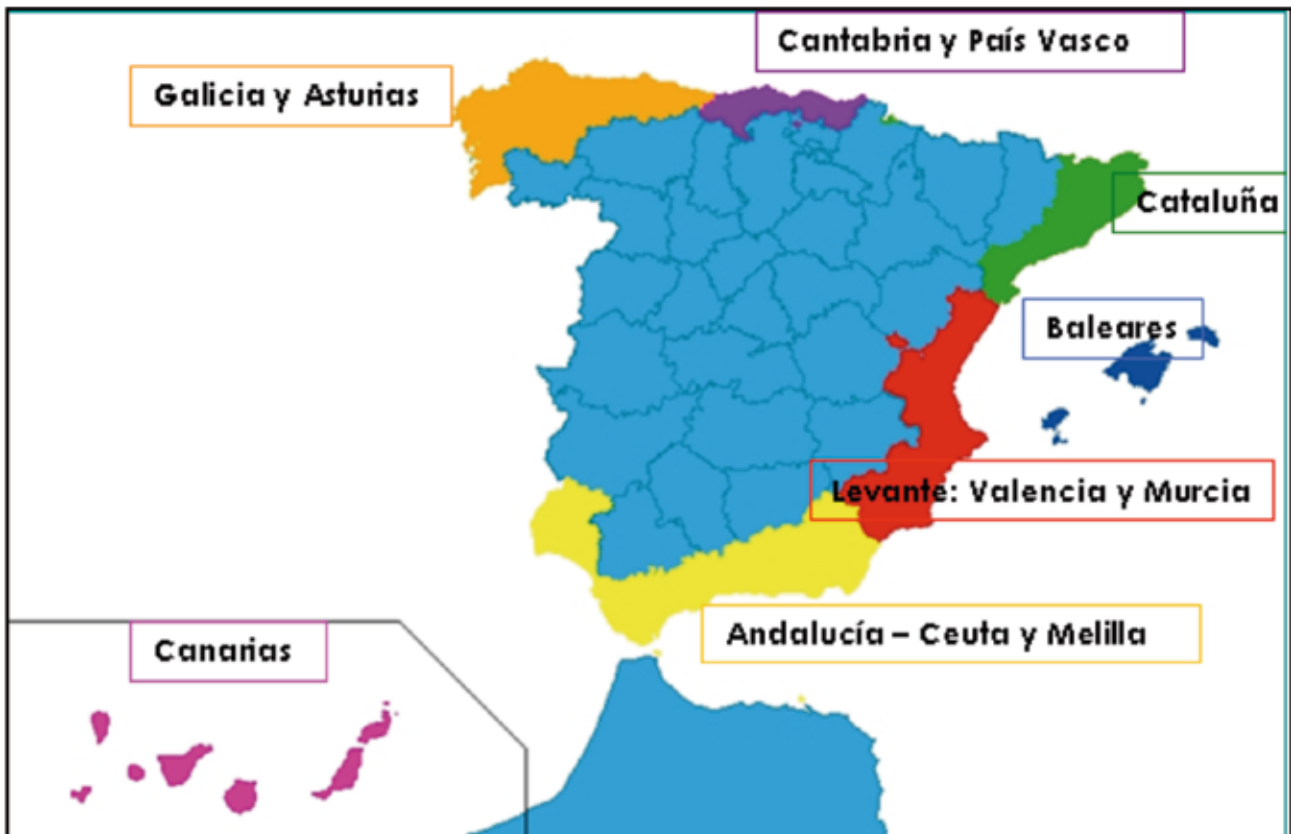 Cantabria y País Vasco
Galicia y Asturias
Cataluña
Baleares
Levante: Valencia y Murcia
Andalucía – Ceuta y Melilla
Canarias